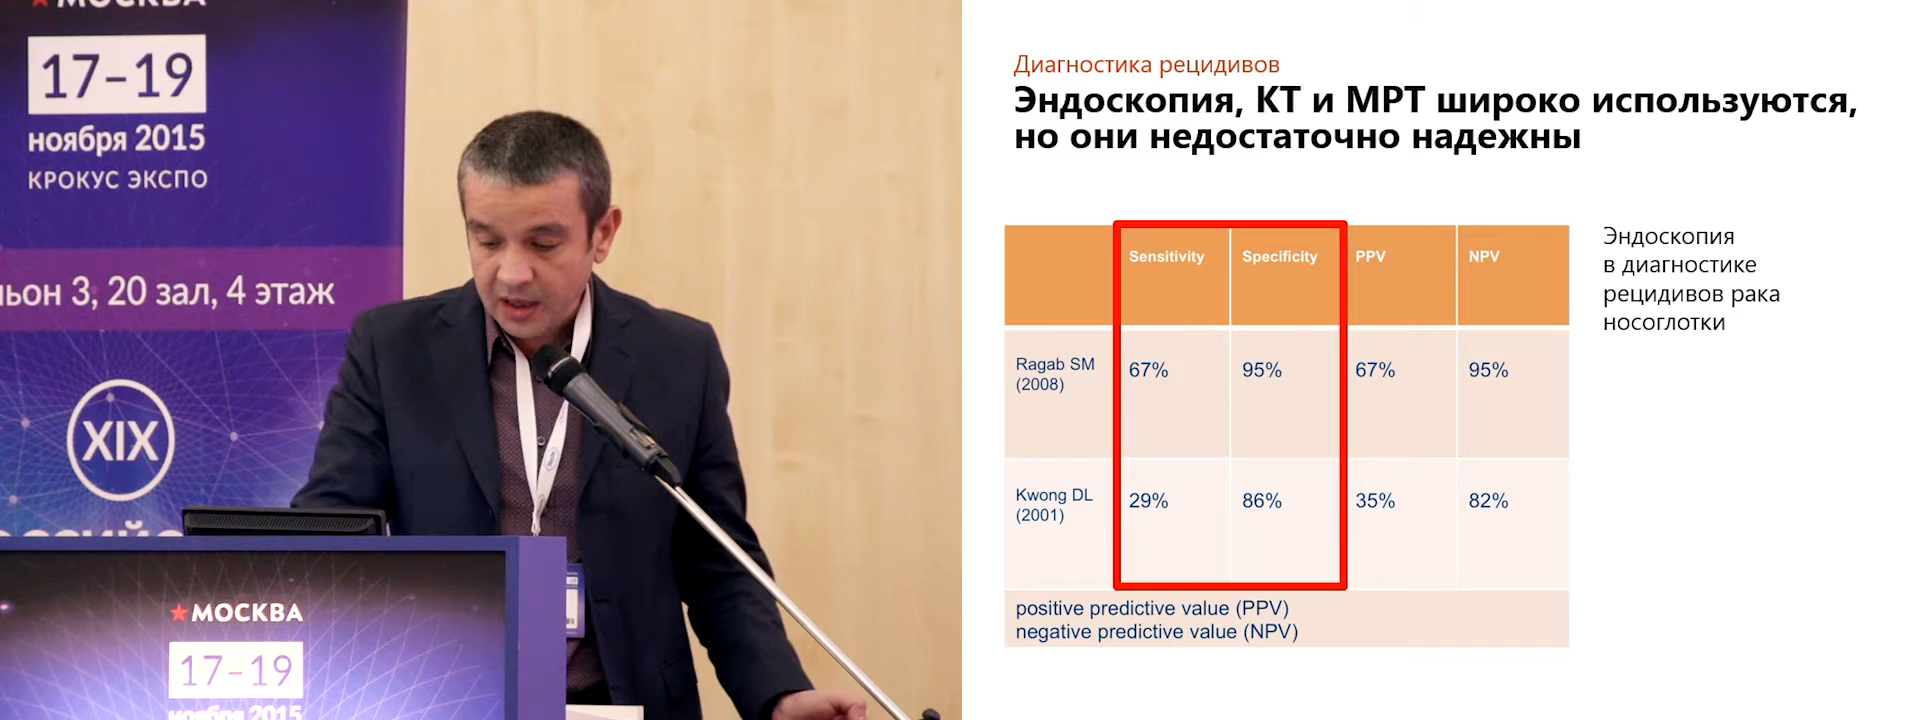 МОСКВА
17–19
ноября 2015
КРОКУС ЭКСПО
ьон 3, 20 зал, 4 этаж
XIX
МОСКВА
17–19
ноября 2015
Диагностика рецидивов
Эндоскопия, КТ и МРТ широко используются,
но они недостаточно надежны
Sensitivity Specificity PPV NPV
Ragab SM 67% 95% 67% 95%
(2008)
Kwong DL 29% 86% 35% 82%
(2001)
positive predictive value (PPV)
negative predictive value (NPV)
Эндоскопия
в диагностике
рецидивов рака
носоглотки